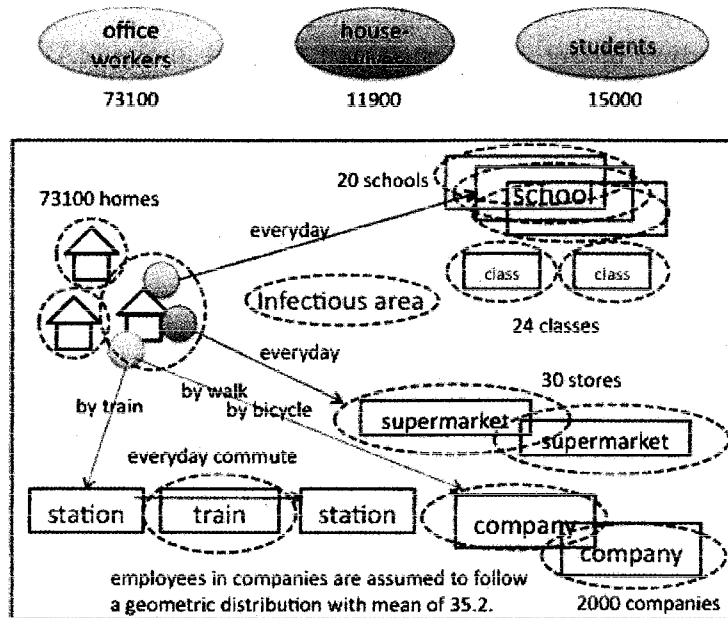 office
workers
house-
students
73100
11900
15000
73100 homes
20 schools
school
everyday
class
class
Infectious area
24 classes
everyday
30 stores
by train
by walk
by bicycle
supermarket
supermarket
everyday commute
station
train
station
company
company
employees in companies are assumed to follow
a geometric distribution with mean of 35.2.
2000 companies